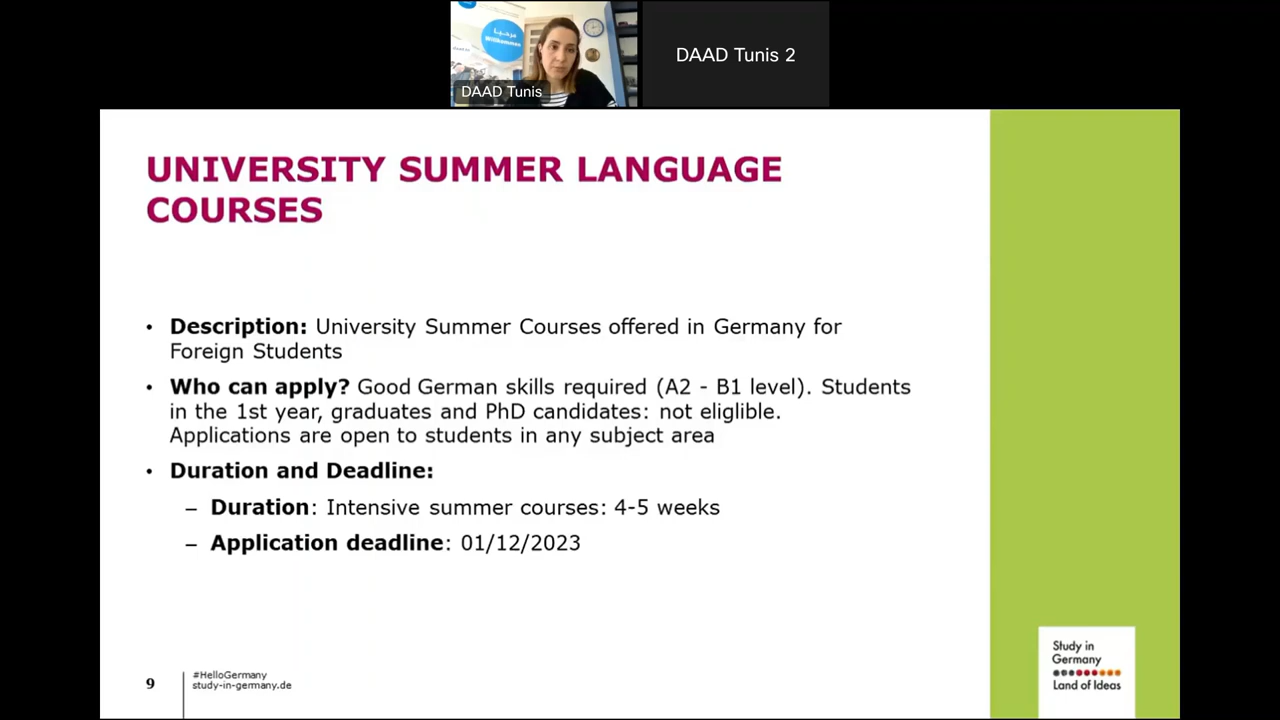 مرحبا
Willkommen
DAAD Tunis
DAAD Tunis 2
UNIVERSITY SUMMER LANGUAGE
COURSES
• Description: University Summer Courses offered in Germany for
Foreign Students
• Who can apply? Good German skills required (A2 - B1 level). Students
in the 1st year, graduates and PhD candidates: not eliglible.
Applications are open to students in any subject area
• Duration and Deadline:
– Duration: Intensive summer courses: 4-5 weeks
– Application deadline: 01/12/2023
9
#HelloGermany
study-in-germany.de
Study in
Germany
Land of Ideas